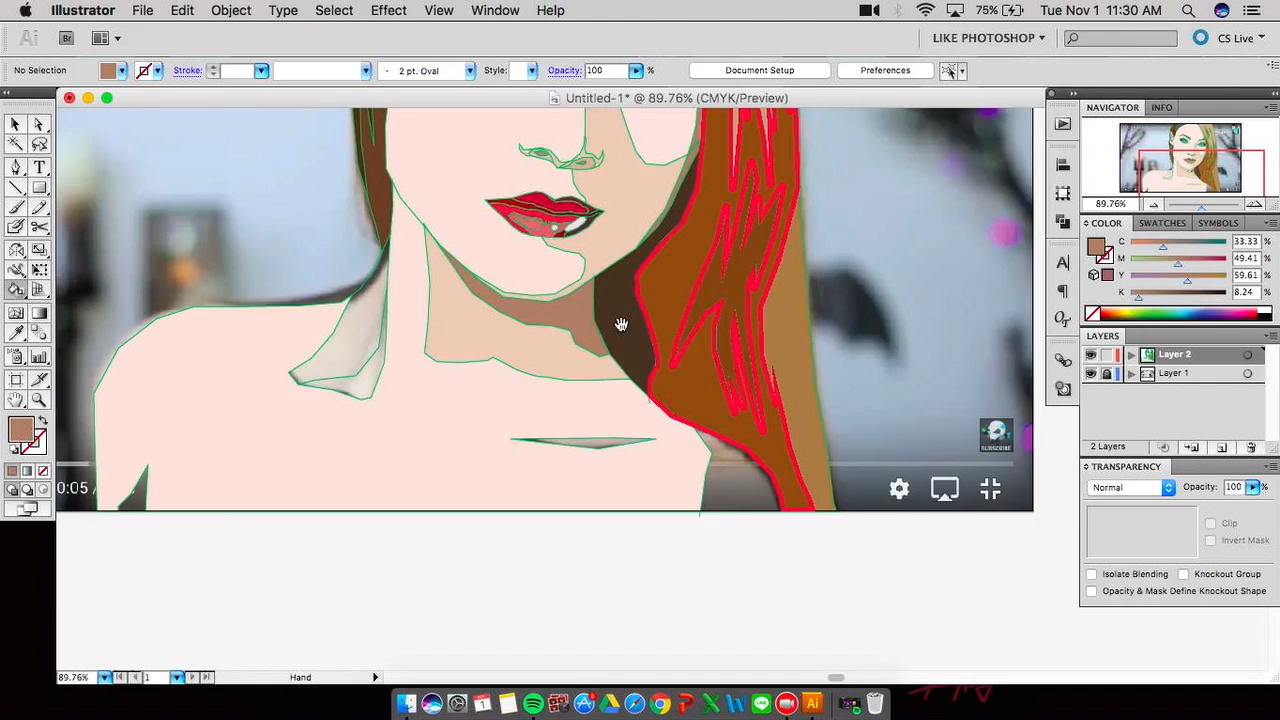 Illustrator File Edit Object Type Select Effect View Window Help 75% Tue Nov 1 11:30 AM
Ai Br LIKE PHOTOSHOP CS Live
No Selection Stroke: 2 pt. Oval Style: Opacity: 100 % Document Setup Preferences
Untitled-1* @ 89.76% (CMYK/Preview)
NAVIGATOR INFO
89.76%
COLOR SWATCHES SYMBOLS
C 33.33 %
M 49.41 %
Y 59.61 %
K 8.24 %
LAYERS
Layer 2
Layer 1
2 Layers
TRANSPARENCY
Normal Opacity: 100 %
Clip
Invert Mask
Isolate Blending Knockout Group
Opacity & Mask Define Knockout Shape
SUBSCRIBE
0:05 /
89.76% 1 Hand